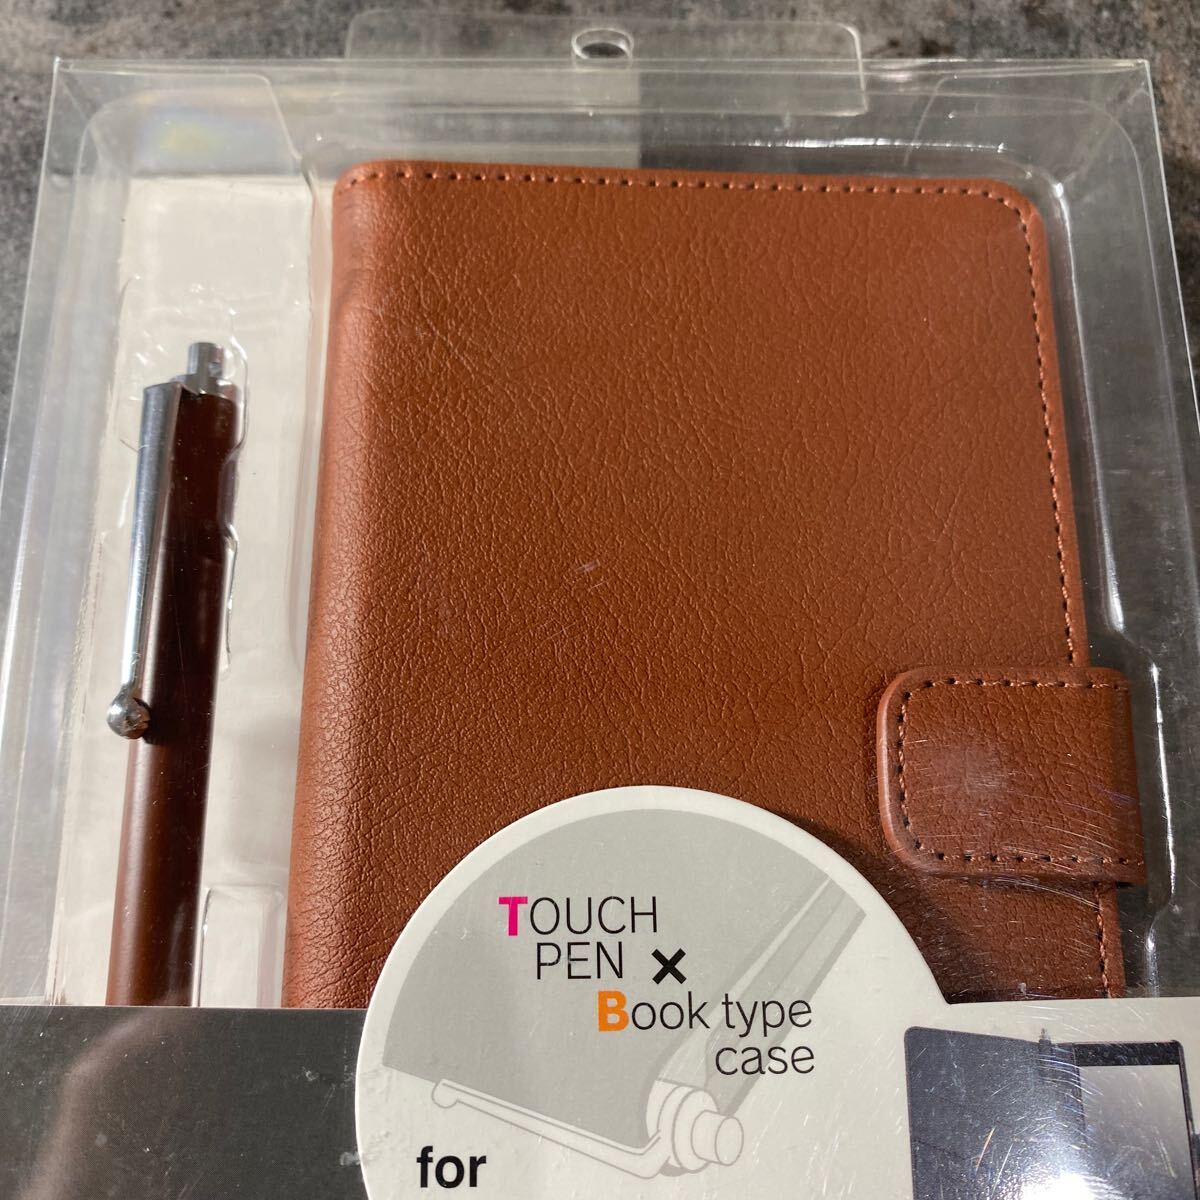 TOUCH
PEN ×
Book type
case
for